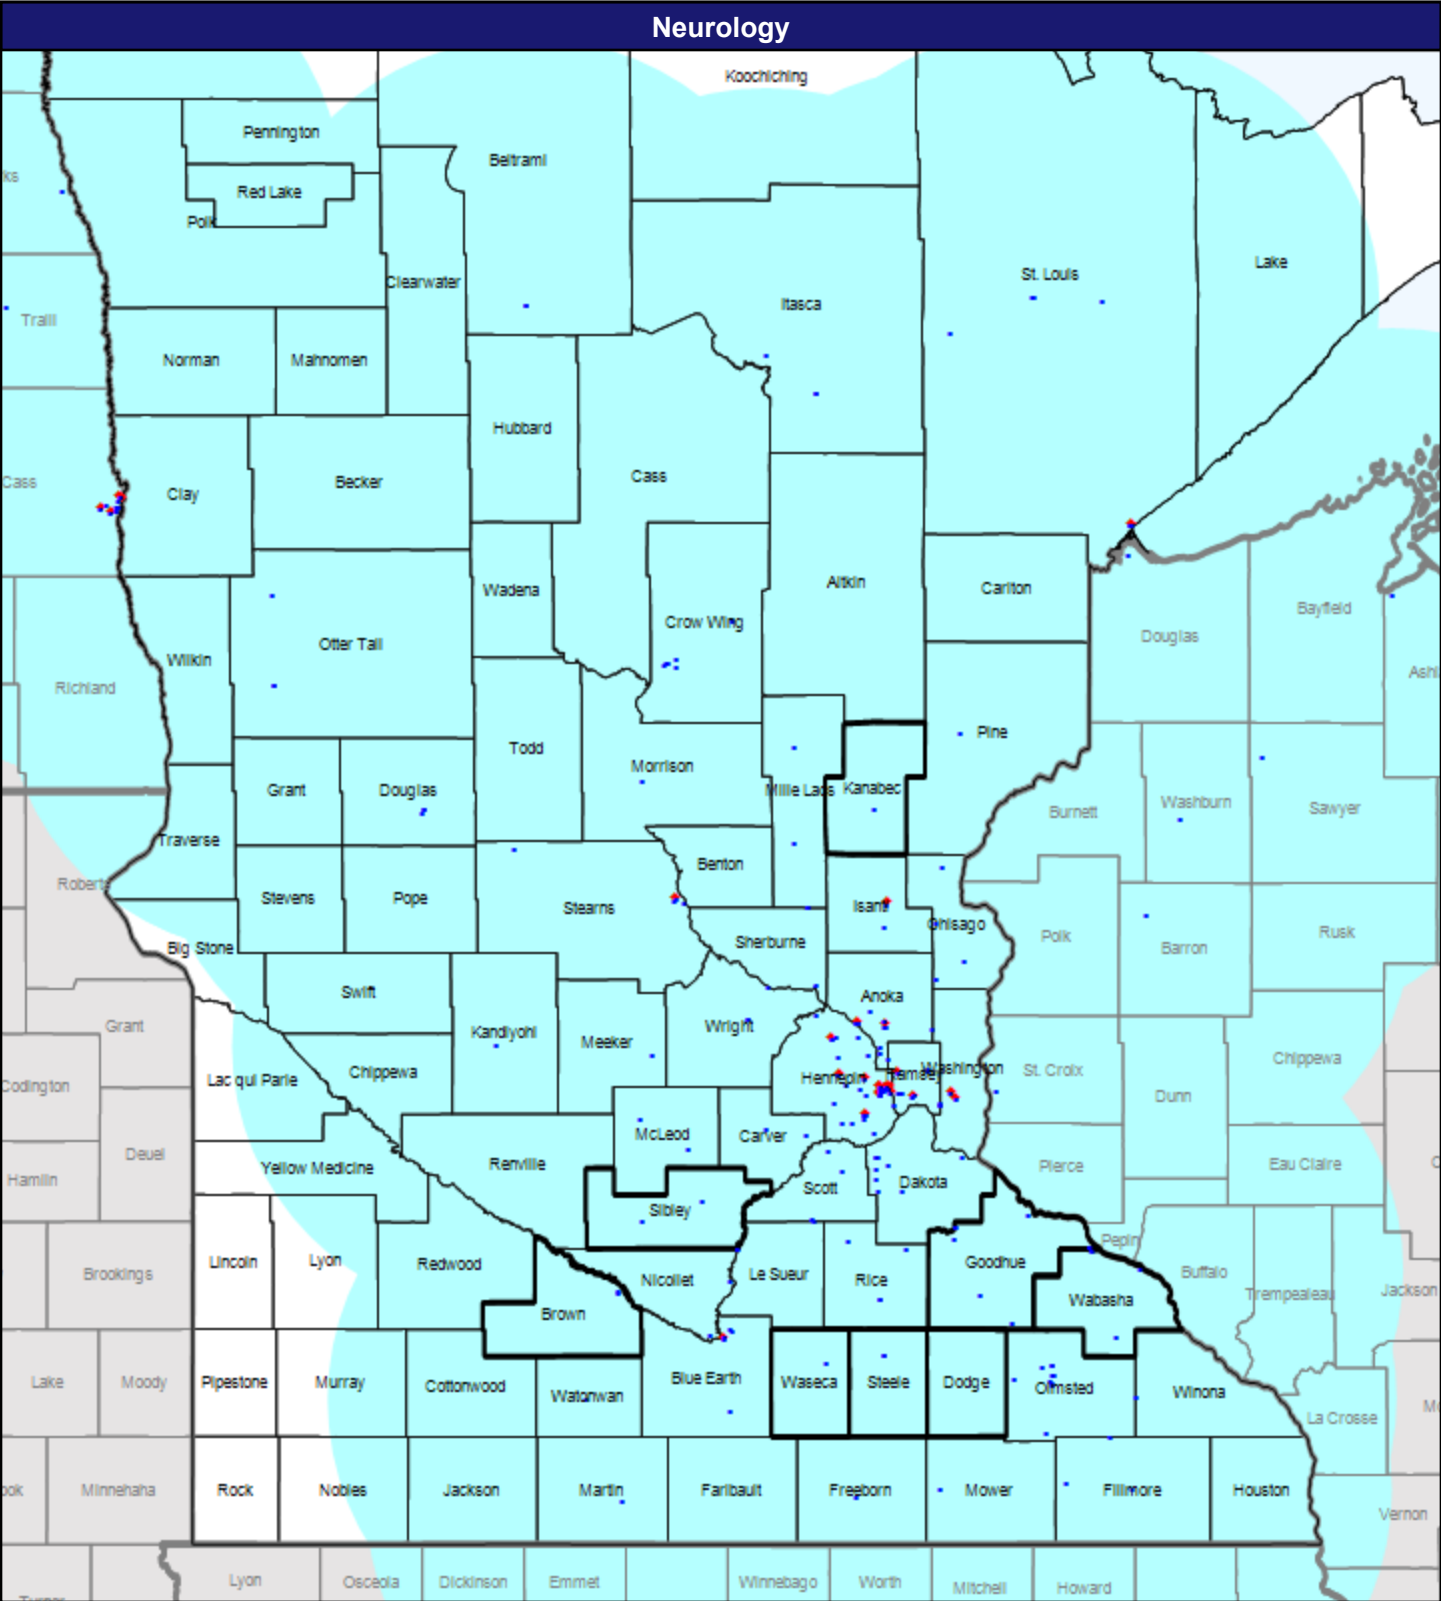 Neurology
Koochiching
Pennington
Beltrami
ks
Red Lake
Polk
Clearwater
St. Louis
Lake
Itasca
Traill
Norman
Mahnomen
Hubbard
Cass
Becker
Cass
Clay
Wadena
Aitkin
Carlton
Bayfield
Crow Wing
Douglas
Otter Tail
Wilkin
Ashl
Richland
Pine
Todd
Morrison
Grant
Douglas
Mille Lacs
Kanabec
Washburn
Sawyer
Burnett
Traverse
Benton
Roberts
Stevens
Pope
Stearns
Isanti
Chisago
Polk
Rusk
Big Stone
Sherburne
Barron
Swift
Anoka
Grant
Kandiyohi
Wright
Meeker
Chippewa
Codington
Lac qui Parle
Chippewa
Hennepin
Ramsey
Washington
St. Croix
Dunn
McLeod
Carver
Deuel
Yellow Medicine
Renville
Pierce
Eau Claire
Hamlin
Scott
Dakota
C
Sibley
Pepin
Lincoln
Lyon
Redwood
Goodhue
Brookings
Nicollet
Le Sueur
Rice
Buffalo
Trempealeau
Jackson
Brown
Wabasha
Lake
Moody
Pipestone
Murray
Cottonwood
Watonwan
Blue Earth
Waseca
Steele
Dodge
Olmsted
Winona
La Crosse
Mo
ook
Minnehaha
Rock
Nobles
Jackson
Martin
Faribault
Freeborn
Mower
Fillmore
Houston
Vernon
Lyon
Osceola
Dickinson
Emmet
Winnebago
Worth
Mitchell
Howard